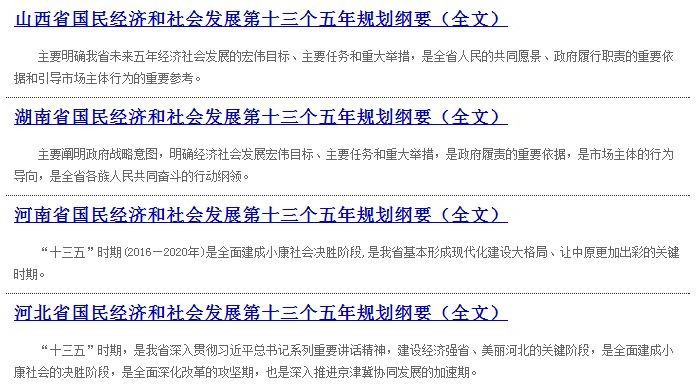 山西省国民经济和社会发展第十三个五年规划纲要（全文）
主要明确我省未来五年经济社会发展的宏伟目标、主要任务和重大举措，是全省人民的共同愿景、政府履行职责的重要依
据和引导市场主体行为的重要参考。
湖南省国民经济和社会发展第十三个五年规划纲要（全文）
主要阐明政府战略意图，明确经济社会发展宏伟目标、主要任务和重大举措，是政府履责的重要依据，是市场主体的行为
导向，是全省各族人民共同奋斗的行动纲领。
河南省国民经济和社会发展第十三个五年规划纲要（全文）
“十三五”时期(2016—2020年)是全面建成小康社会决胜阶段,是我省基本形成现代化建设大格局、让中原更加出彩的关键
时期。
河北省国民经济和社会发展第十三个五年规划纲要（全文）
“十三五”时期，是我省深入贯彻习近平总书记系列重要讲话精神，建设经济强省、美丽河北的关键阶段，是全面建成小
康社会的决胜阶段，是全面深化改革的攻坚期，也是深入推进京津冀协同发展的加速期。